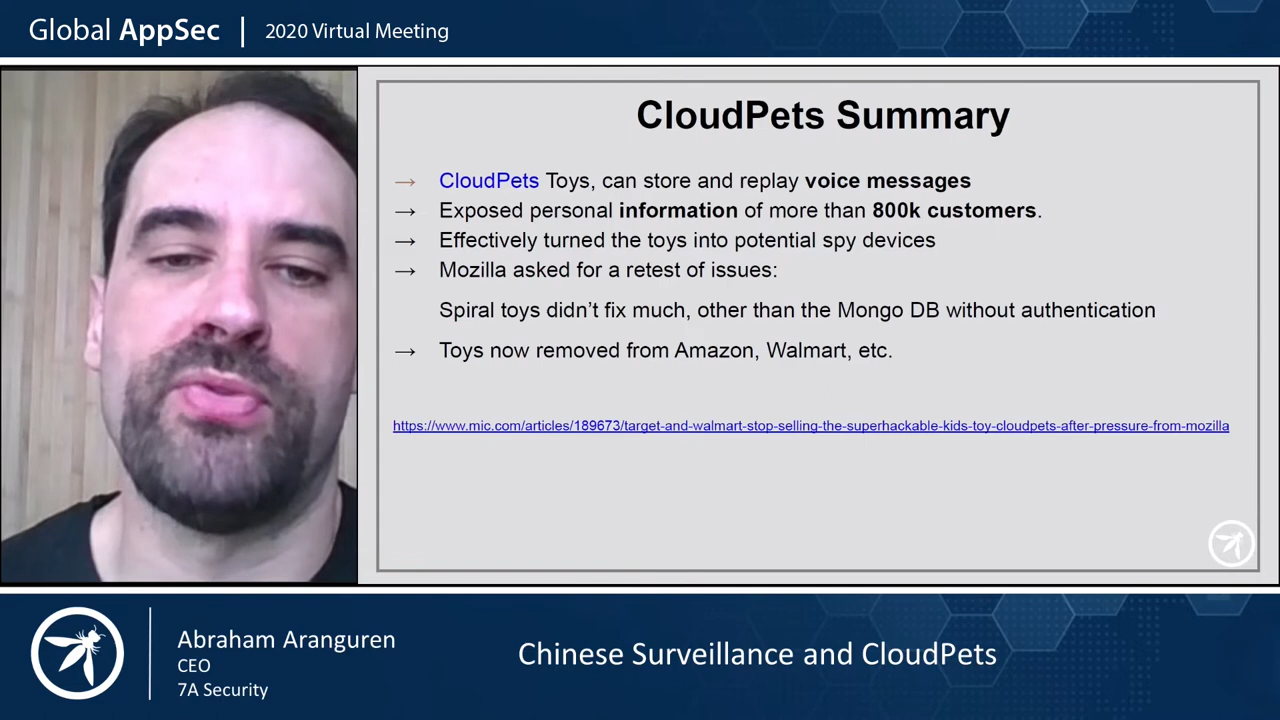 Global AppSec | 2020 Virtual Meeting
CloudPets Summary
→ CloudPets Toys, can store and replay voice messages
→ Exposed personal information of more than 800k customers.
→ Effectively turned the toys into potential spy devices
→ Mozilla asked for a retest of issues:
Spiral toys didn't fix much, other than the Mongo DB without authentication
→ Toys now removed from Amazon, Walmart, etc.
https://www.mic.com/articles/189673/target-and-walmart-stop-selling-the-superhackable-kids-toy-cloudpets-after-pressure-from-mozilla
Abraham Aranguren
CEO
7A Security
Chinese Surveillance and CloudPets